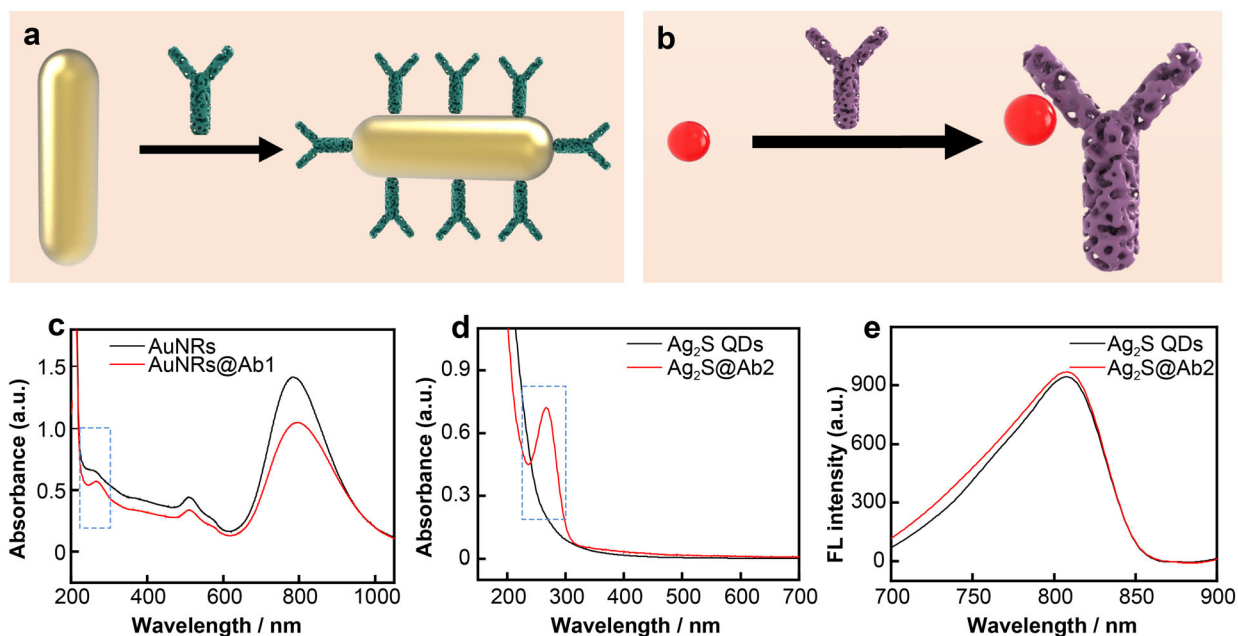 a
b
c
AuNRs
AuNRs@Ab1
Absorbance (a.u.)
1.5
1.0
0.5
0
200 400 600 800 1000
Wavelength / nm
d
Ag₂S QDs
Ag₂S@Ab2
Absorbance (a.u.)
0.9
0.6
0.3
0
200 300 400 500 600 700
Wavelength / nm
e
Ag₂S QDs
Ag₂S@Ab2
FL intensity (a.u.)
900
600
300
0
700 750 800 850 900
Wavelength / nm